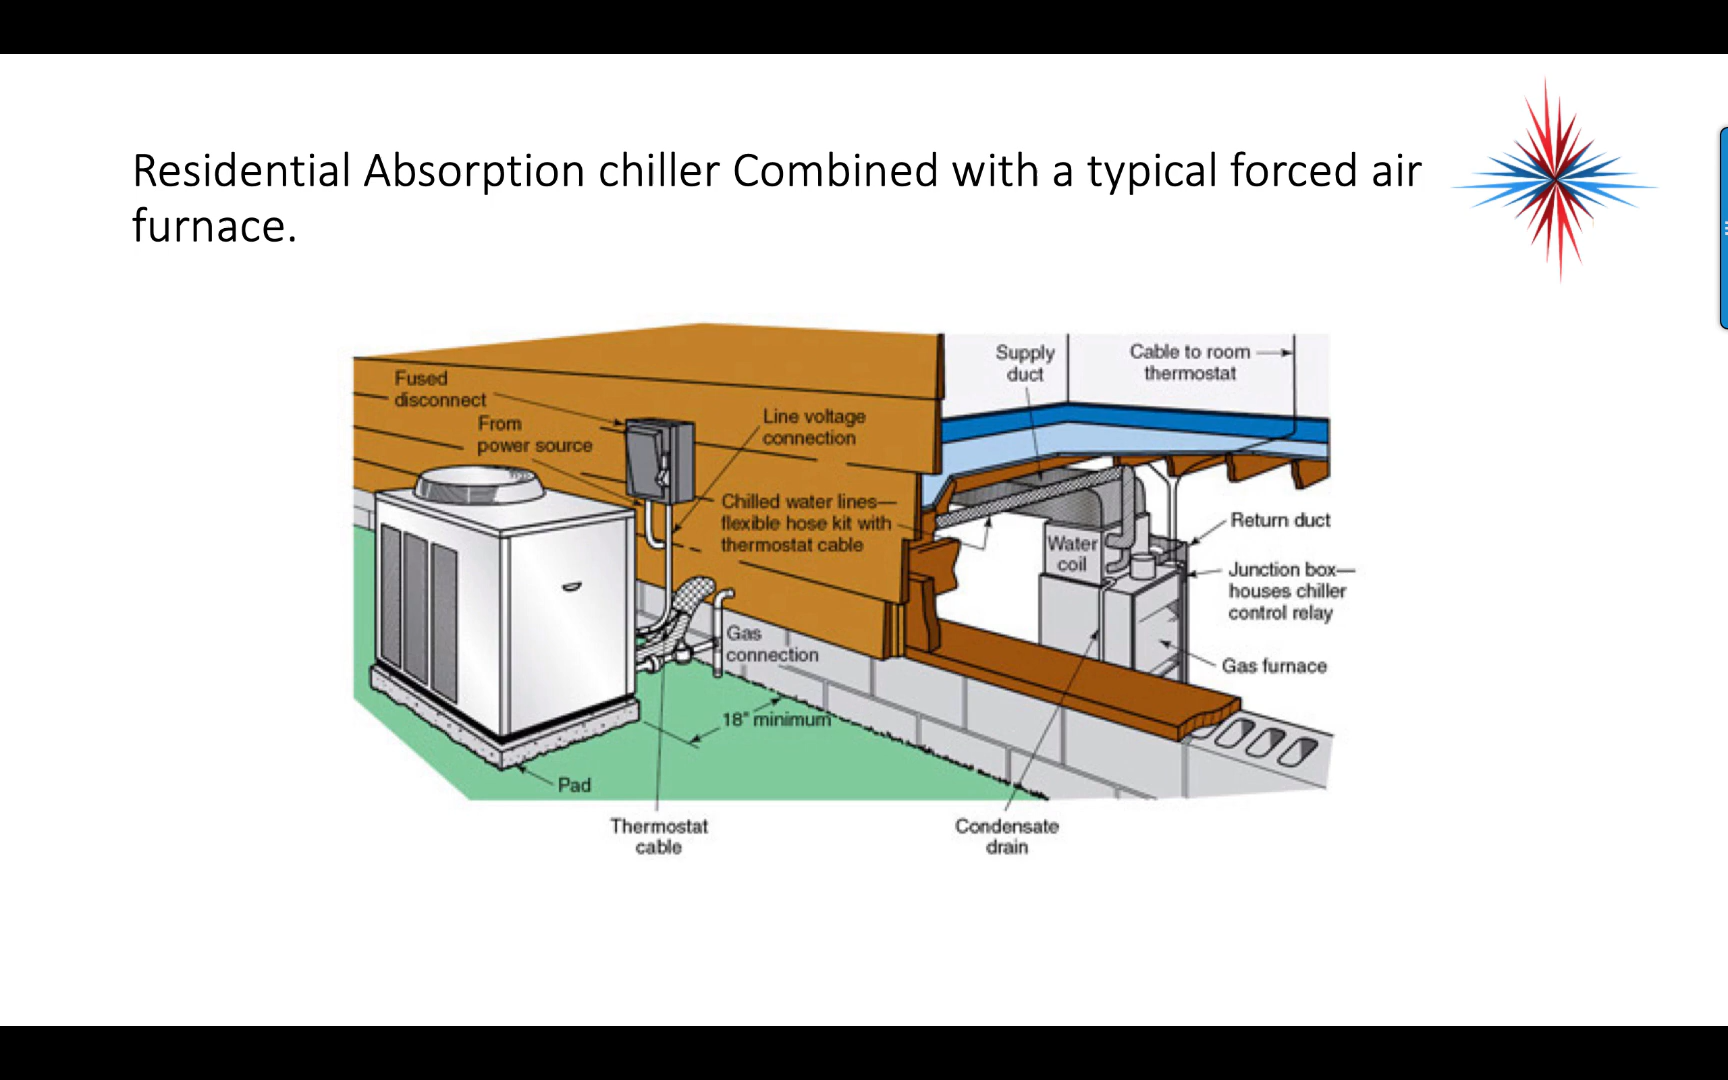 Residential Absorption chiller Combined with a typical forced air
furnace.
Fused
disconnect
From
power source
Line voltage
connection
Chilled water lines—
flexible hose kit with
thermostat cable
Supply
duct
Cable to room
thermostat
Water
coil
Return duct
Junction box—
houses chiller
control relay
Gas furnace
Gas
connection
18" minimum
Pad
Thermostat
cable
Condensate
drain